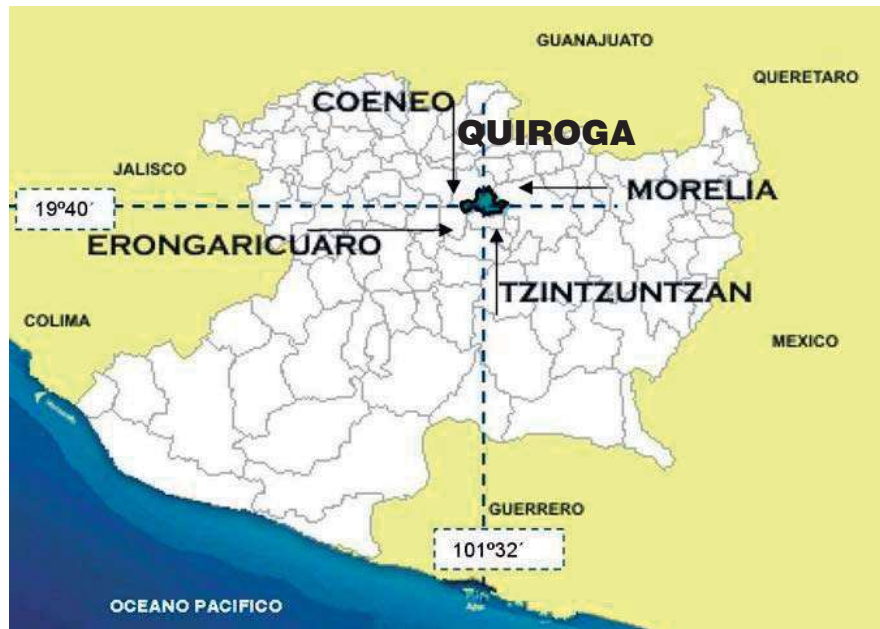 GUANAJUATO
QUERETARO
COENEO
QUIROGA
JALISCO
MORELIA
19º40´
ERONGARICUARO
TZINTZUNTZAN
COLIMA
MEXICO
GUERRERO
101º32´
OCEANO PACIFICO